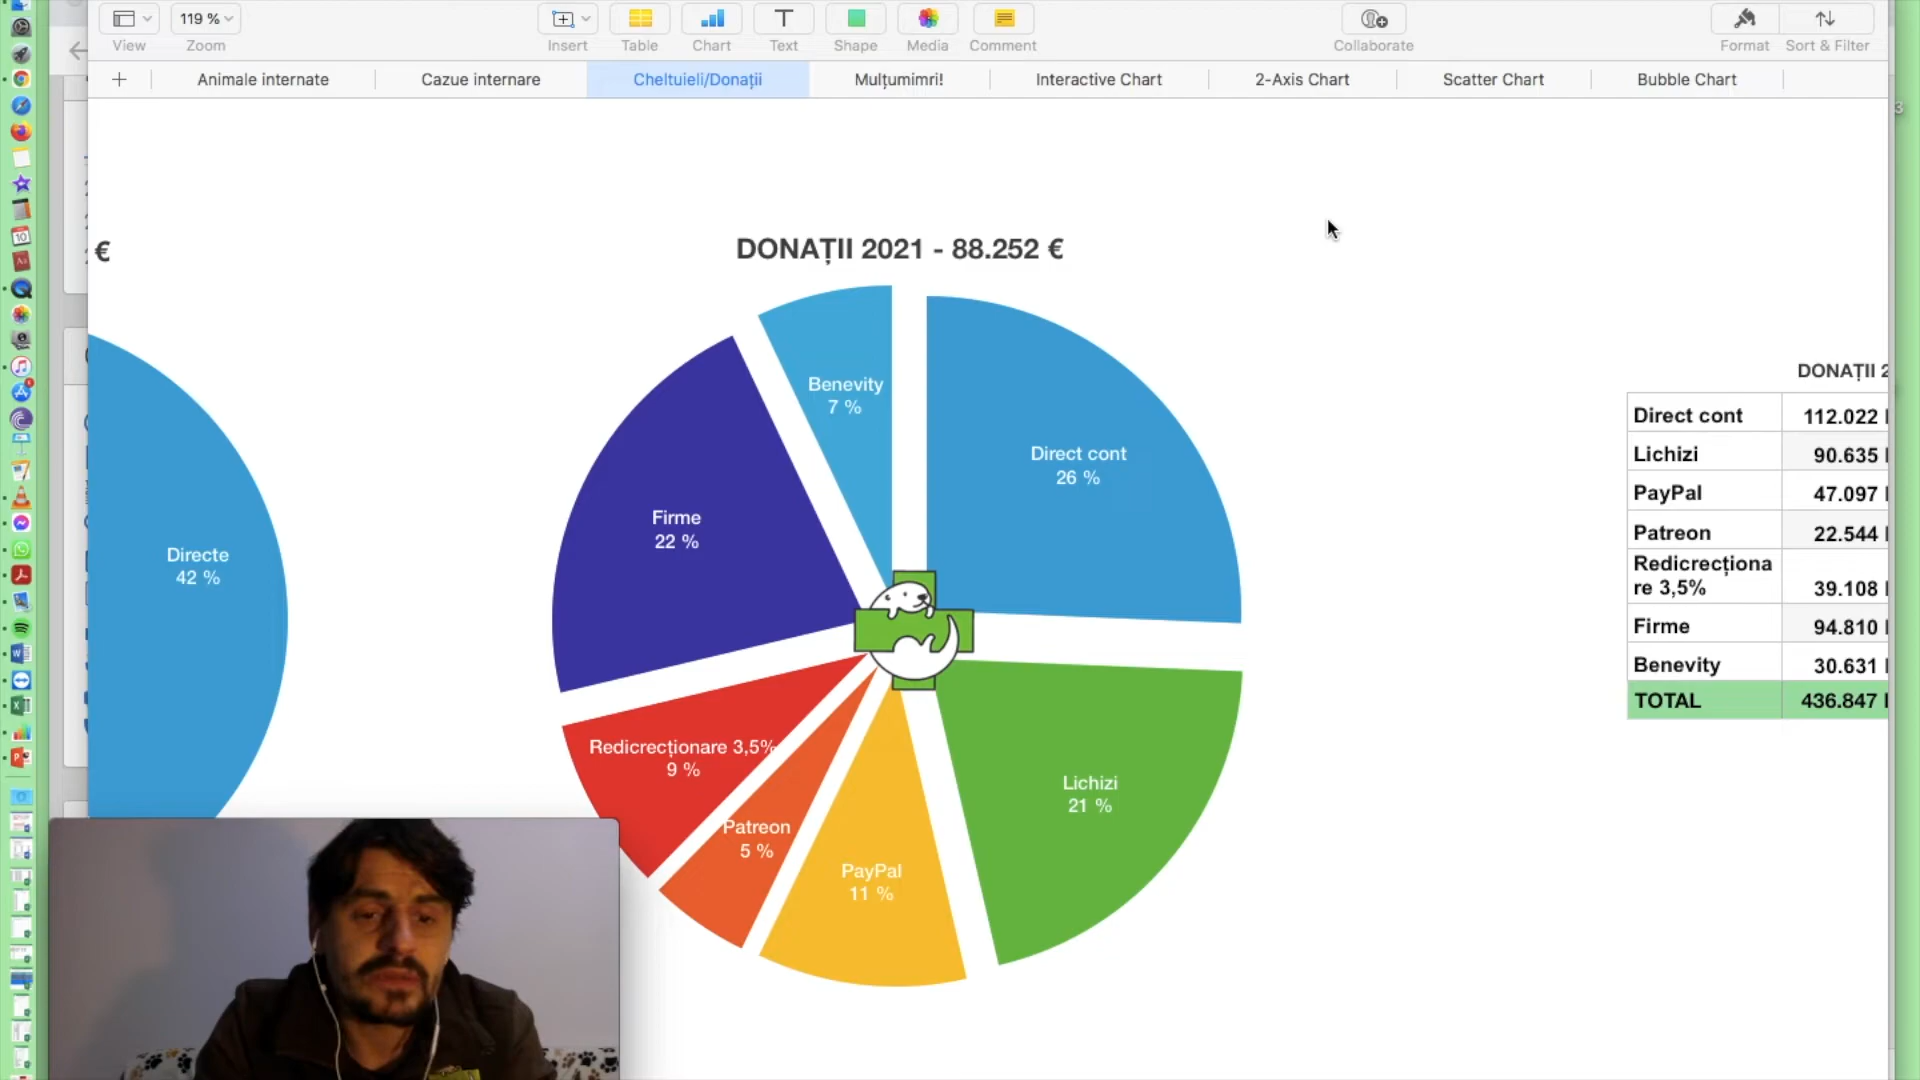 View
119 %
Zoom
Insert
Table
Chart
Text
Shape
Media
Comment
Collaborate
Format
Sort & Filter
Animale internate
Cazue internare
Cheltuieli/Donații
Mulțumimri!
Interactive Chart
2-Axis Chart
Scatter Chart
Bubble Chart
€
DONAȚII 2021 - 88.252 €
Benevity
7 %
Direct cont
26 %
Firme
22 %
Directe
42 %
Redicrecționare 3,5%
9 %
Patreon
5 %
PayPal
11 %
Lichizi
21 %
DONAȚII 2
Direct cont 112.022
Lichizi 90.635
PayPal 47.097
Patreon 22.544
Redicrecționa
re 3,5% 39.108
Firme 94.810
Benevity 30.631
TOTAL 436.847
10
3